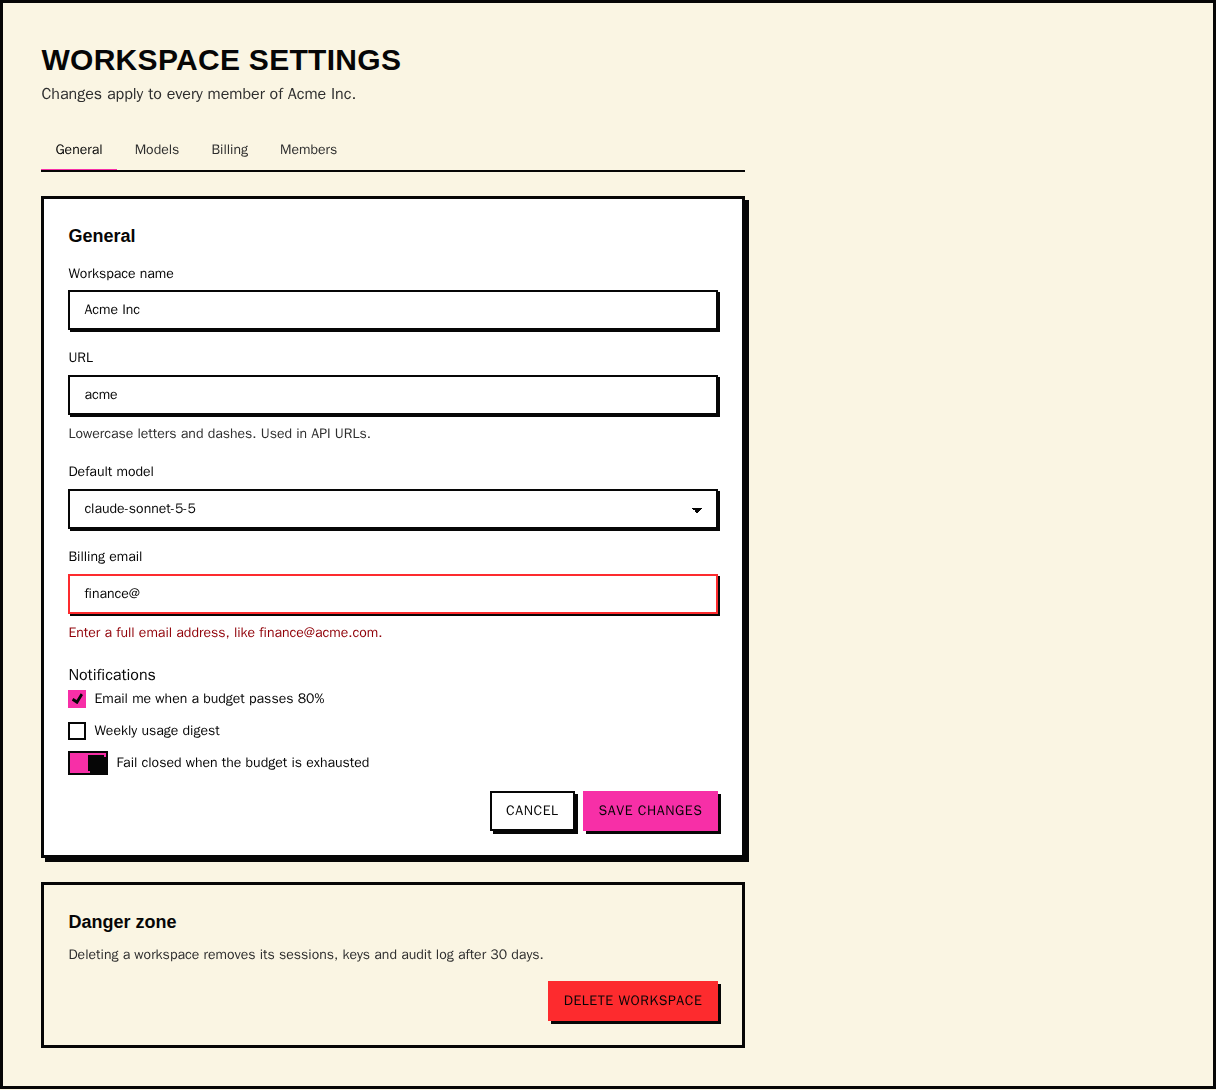 WORKSPACE SETTINGS
Changes apply to every member of Acme Inc.
General Models Billing Members
General
Workspace name
Acme Inc
URL
acme
Lowercase letters and dashes. Used in API URLs.
Default model
claude-sonnet-5-5
Billing email
finance@
Enter a full email address, like finance@acme.com.
Notifications
Email me when a budget passes 80%
Weekly usage digest
Fail closed when the budget is exhausted
CANCEL SAVE CHANGES
Danger zone
Deleting a workspace removes its sessions, keys and audit log after 30 days.
DELETE WORKSPACE